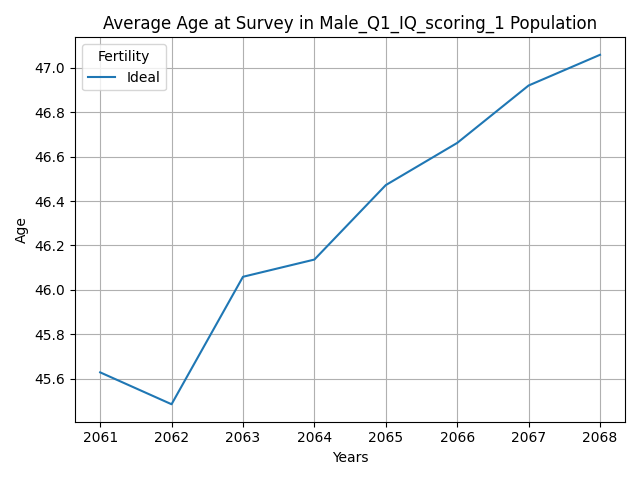 Average Age at Survey in Male_Q1_IQ_scoring_1 Population
Fertility
Ideal
47.0
46.8
46.6
46.4
46.2
46.0
45.8
45.6
Age
2061 2062 2063 2064 2065 2066 2067 2068
Years